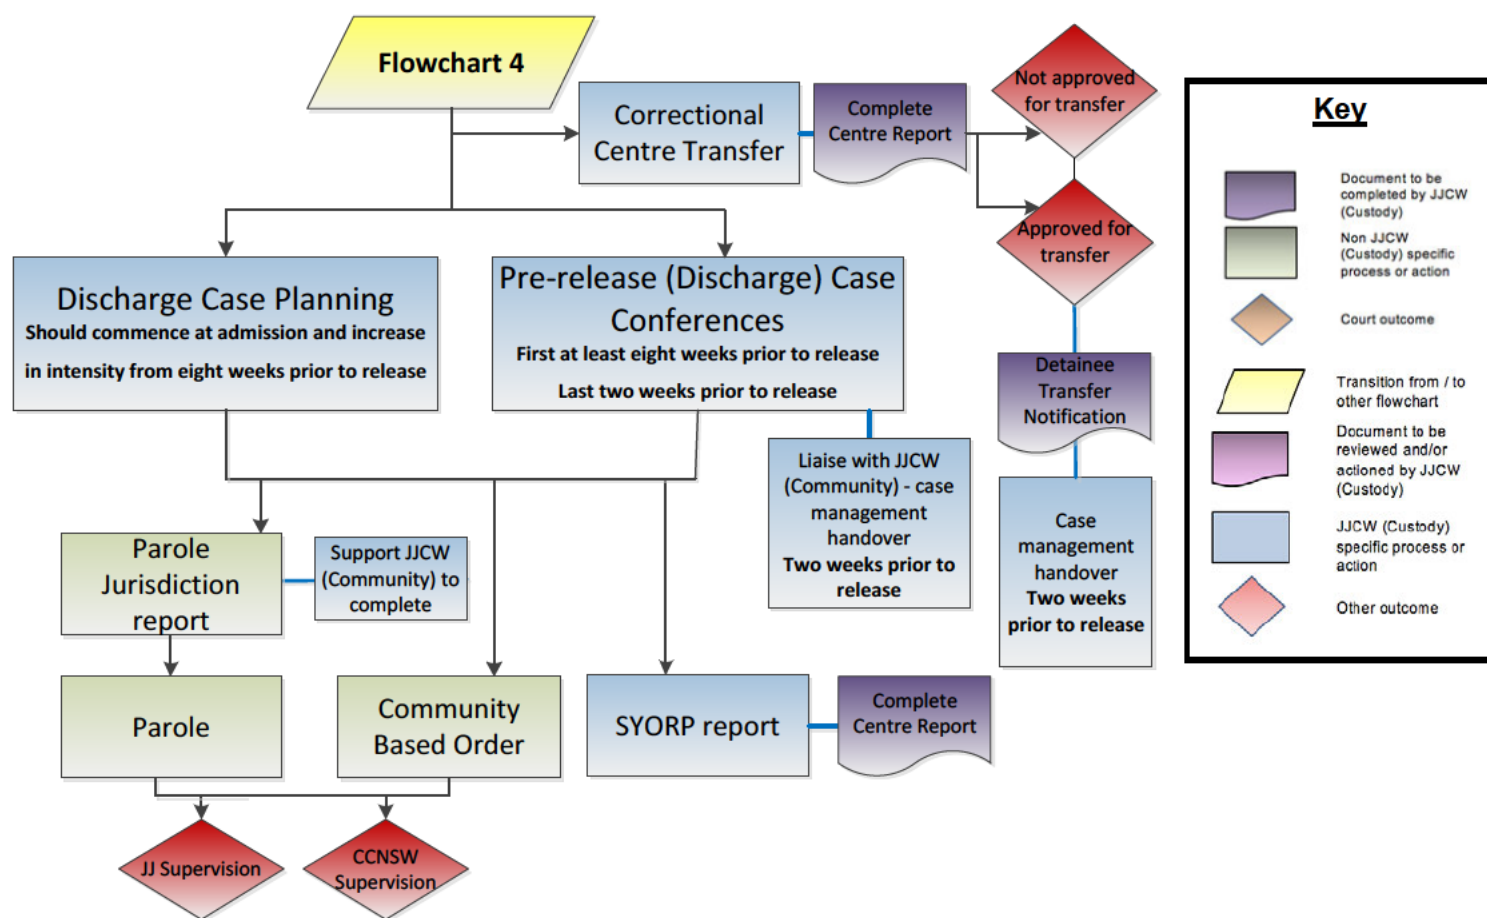 Flowchart 4
Correctional
Centre Transfer
Complete
Centre Report
Not approved
for transfer
Approved for
transfer
Discharge Case Planning
Should commence at admission and increase
in intensity from eight weeks prior to release
Pre-release (Discharge) Case
Conferences
First at least eight weeks prior to release
Last two weeks prior to release
Detainee
Transfer
Notification
Liaise with JJCW
(Community) - case
management
handover
Two weeks prior to
release
Case
management
handover
Two weeks
prior to release
Parole
Jurisdiction
report
Support JJCW
(Community) to
complete
Parole
Community
Based Order
SYORP report
Complete
Centre Report
JJ Supervision
CCNSW
Supervision
Key
Document to be
completed by JJCW
(Custody)
Non JJCW
(Custody) specific
process or action
Court outcome
Transition from / to
other flowchart
Document to be
reviewed and/or
actioned by JJCW
(Custody)
JJCW (Custody)
specific process or
action
Other outcome